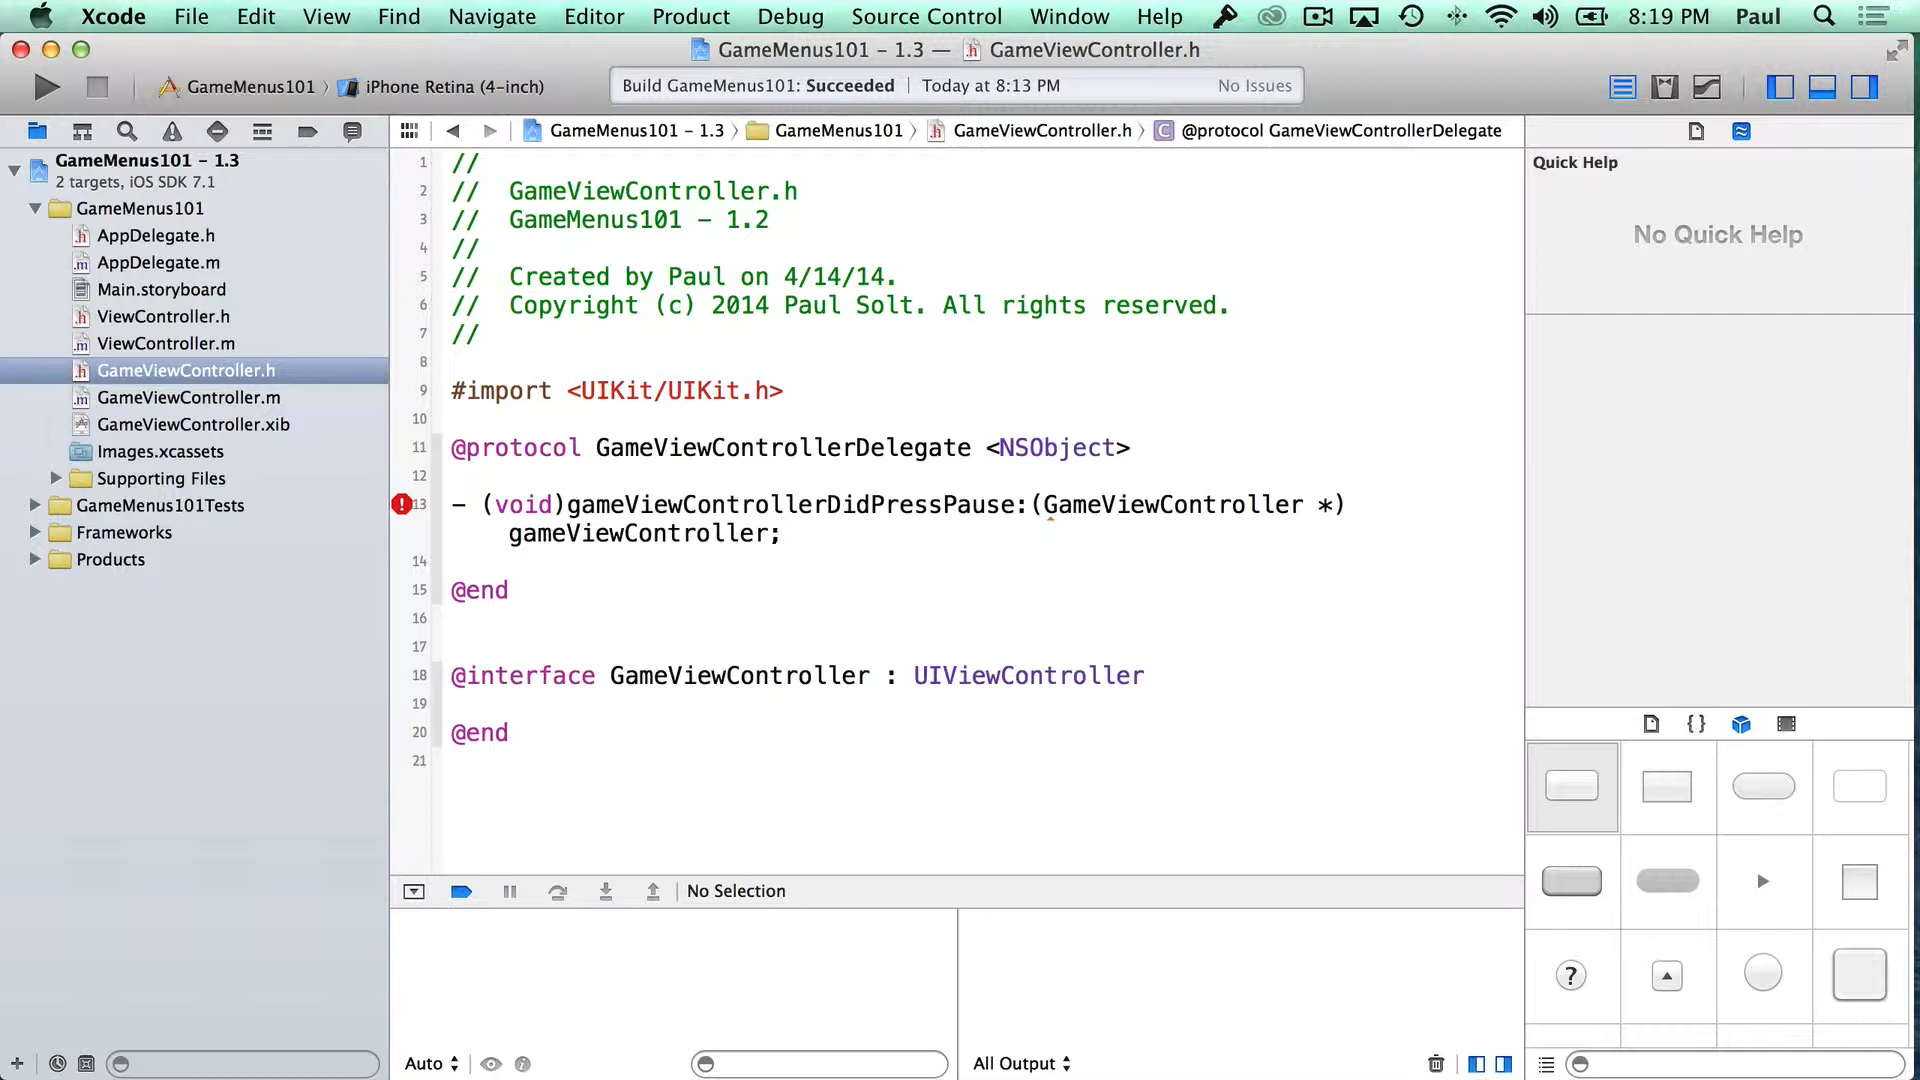 Xcode File Edit View Find Navigate Editor Product Debug Source Control Window Help 8:19 PM Paul
GameMenus101 - 1.3 — GameViewController.h
GameMenus101 iPhone Retina (4-inch)
Build GameMenus101: Succeeded Today at 8:13 PM No Issues
GameMenus101 - 1.3 GameMenus101 GameViewController.h @protocol GameViewControllerDelegate
GameMenus101 - 1.3
2 targets, iOS SDK 7.1
GameMenus101
AppDelegate.h
AppDelegate.m
Main.storyboard
ViewController.h
ViewController.m
GameViewController.h
GameViewController.m
GameViewController.xib
Images.xcassets
Supporting Files
GameMenus101Tests
Frameworks
Products
1 //
2 //  GameViewController.h
3 //  GameMenus101 - 1.2
4 //
5 //  Created by Paul on 4/14/14.
6 //  Copyright (c) 2014 Paul Solt. All rights reserved.
7 //
8
9 #import <UIKit/UIKit.h>
10
11 @protocol GameViewControllerDelegate <NSObject>
12
13 - (void)gameViewControllerDidPressPause:(GameViewController *)
gameViewController;
14
15 @end
16
17
18 @interface GameViewController : UIViewController
19
20 @end
21
Quick Help
No Quick Help
No Selection
Auto
All Output